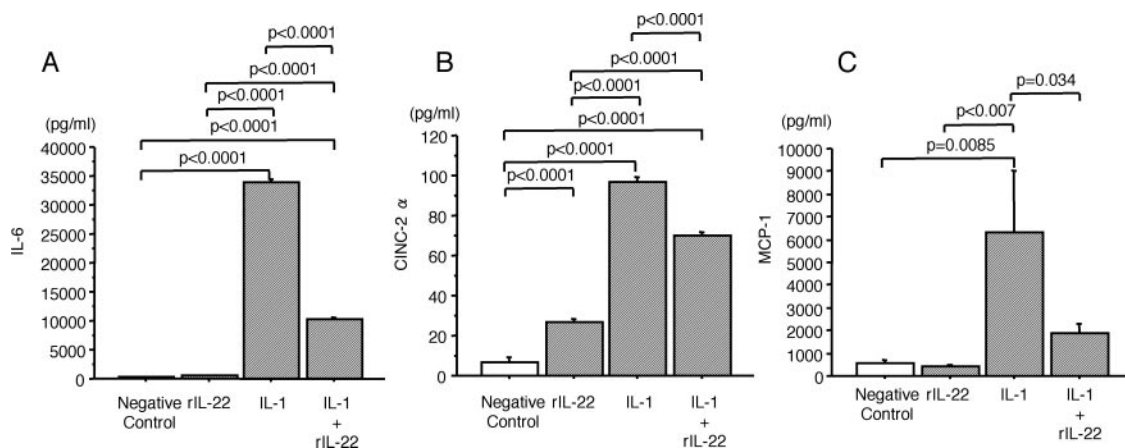 A
p<0.0001
p<0.0001
p<0.0001
p<0.0001
p<0.0001
(pg/ml)
IL-6
40000
35000
30000
25000
20000
15000
10000
5000
0
Negative rIL-22 IL-1 IL-1
Control +
rIL-22
B
p<0.0001
p<0.0001
p<0.0001
p<0.0001
p<0.0001
p<0.0001
(pg/ml)
CINC-2 α
120
100
80
60
40
20
0
Negative rIL-22 IL-1 IL-1
Control +
rIL-22
C
p=0.034
p<0.007
p=0.0085
(pg/ml)
MCP-1
10000
9000
8000
7000
6000
5000
4000
3000
2000
1000
0
Negative rIL-22 IL-1 IL-1
Control +
rIL-22